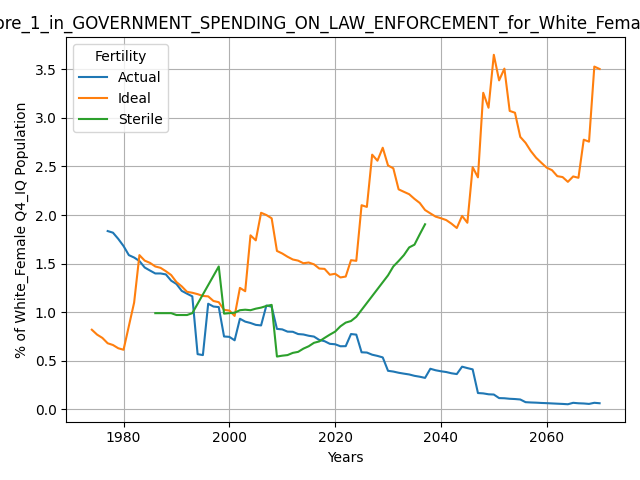 ore_1_in_GOVERNMENT_SPENDING_ON_LAW_ENFORCEMENT_for_White_Fema
Fertility
Actual
Ideal
Sterile
% of White_Female Q4_IQ Population
3.5
3.0
2.5
2.0
1.5
1.0
0.5
0.0
1980 2000 2020 2040 2060
Years